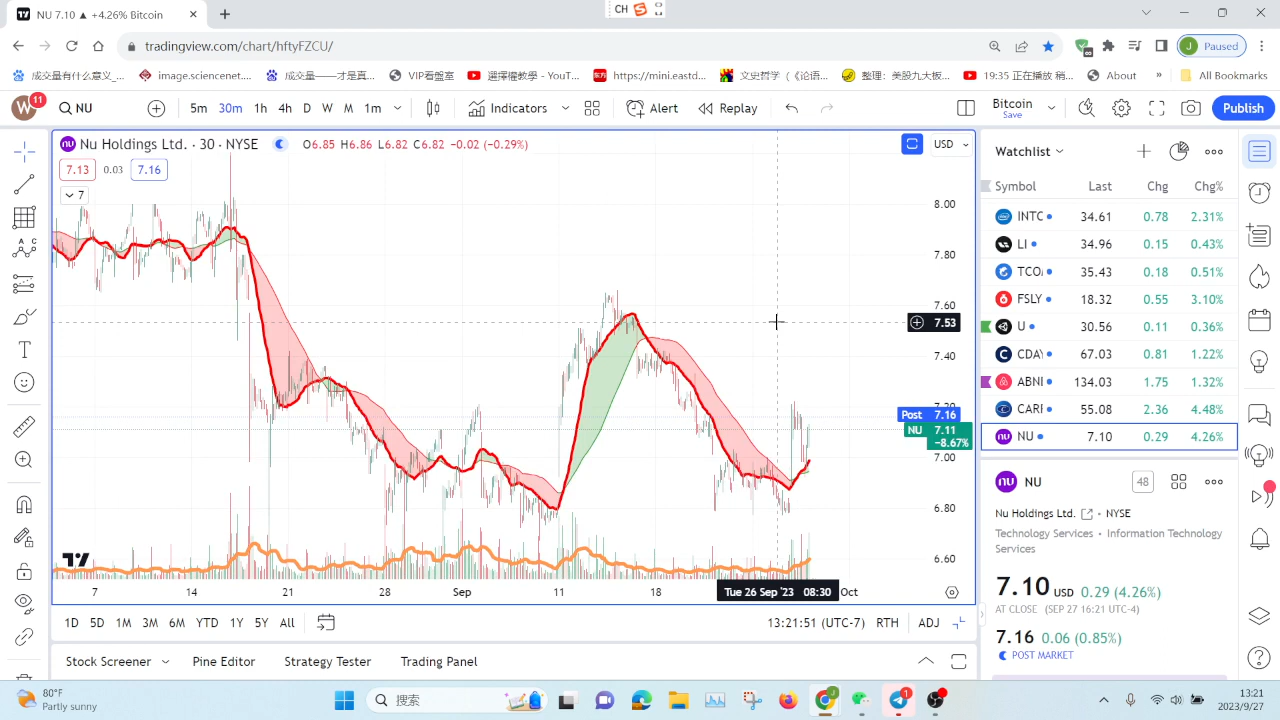 NU 7.10 ▲ +4.26% Bitcoin
CH
tradingview.com/chart/hftyFZCU/
J Paused
成交量有什么意义_...
image.sciencenet...
成交量——才是真...
VIP看盤室
選擇權教學 - YouT...
https://mini.eastd...
文史哲（《论语...
整理：美股九大板...
19:35 正在播放 稍...
About
»
All Bookmarks
W 11
NU
5m 30m 1h 4h D W M 1m
Indicators
Alert
Replay
Bitcoin
Save
Publish
Nu Holdings Ltd. · 30 · NYSE
O6.85 H6.86 L6.82 C6.82 −0.02 (−0.29%)
USD
7.13 0.03 7.16
7
8.00
7.80
7.60
7.53
7.40
7.20
Post 7.16
NU 7.11
−8.67%
7.00
6.80
6.60
7 14 21 28 Sep 11 18
Tue 26 Sep '23 08:30
Oct
1D 5D 1M 3M 6M YTD 1Y 5Y All
13:21:51 (UTC-7) RTH ADJ
Stock Screener Pine Editor Strategy Tester Trading Panel
Watchlist
Symbol Last Chg Chg%
INTC 34.61 0.78 2.31%
LI 34.96 0.15 0.43%
TCO 35.43 0.18 0.51%
FSLY 18.32 0.55 3.10%
U 30.56 0.11 0.36%
CDAY 67.03 0.81 1.22%
ABNB 134.03 1.75 1.32%
CARR 55.08 2.36 4.48%
NU 7.10 0.29 4.26%
nu NU 48
Nu Holdings Ltd. • NYSE
Technology Services • Information Technology
Services
7.10 USD 0.29 (4.26%)
AT CLOSE (SEP 27 16:21 UTC-4)
7.16 0.06 (0.85%)
POST MARKET
80°F
Partly sunny
搜索
13:21
2023/9/27